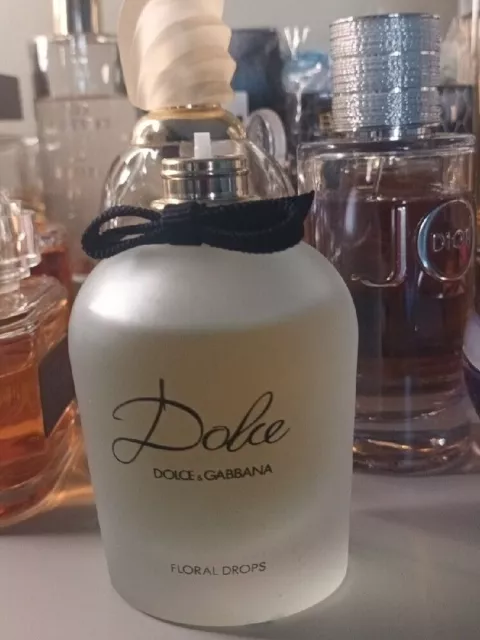 Dolce
DOLCE & GABBANA
FLORAL DROPS
DIOR